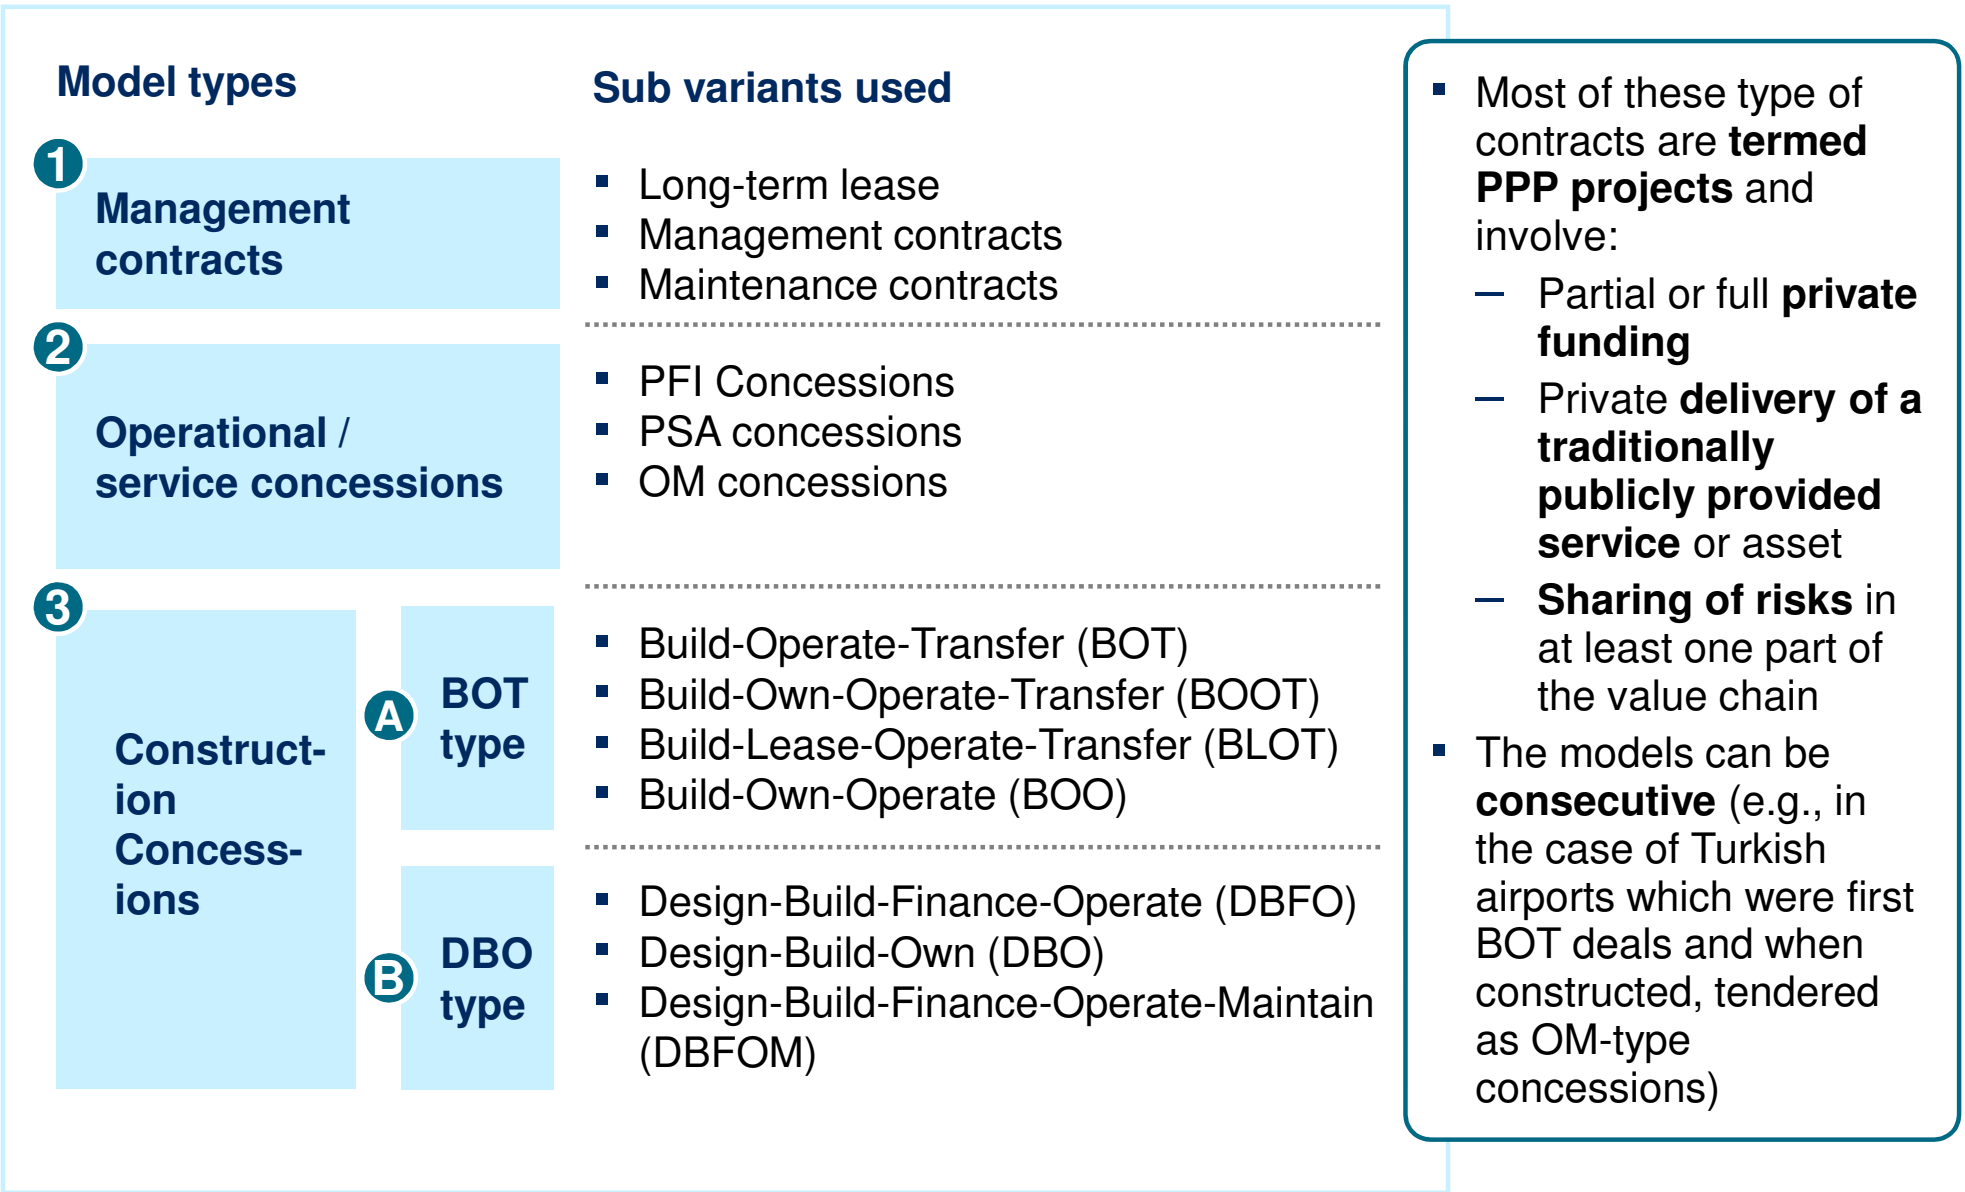 Model types
Sub variants used
1
Management
contracts
▪ Long-term lease
▪ Management contracts
▪ Maintenance contracts
2
Operational /
service concessions
▪ PFI Concessions
▪ PSA concessions
▪ OM concessions
3
Construct-
ion
Concess-
ions
A
BOT
type
▪ Build-Operate-Transfer (BOT)
▪ Build-Own-Operate-Transfer (BOOT)
▪ Build-Lease-Operate-Transfer (BLOT)
▪ Build-Own-Operate (BOO)
B
DBO
type
▪ Design-Build-Finance-Operate (DBFO)
▪ Design-Build-Own (DBO)
▪ Design-Build-Finance-Operate-Maintain
(DBFOM)
▪ Most of these type of
contracts are termed
PPP projects and
involve:
– Partial or full private
funding
– Private delivery of a
traditionally
publicly provided
service or asset
– Sharing of risks in
at least one part of
the value chain
▪ The models can be
consecutive (e.g., in
the case of Turkish
airports which were first
BOT deals and when
constructed, tendered
as OM-type
concessions)